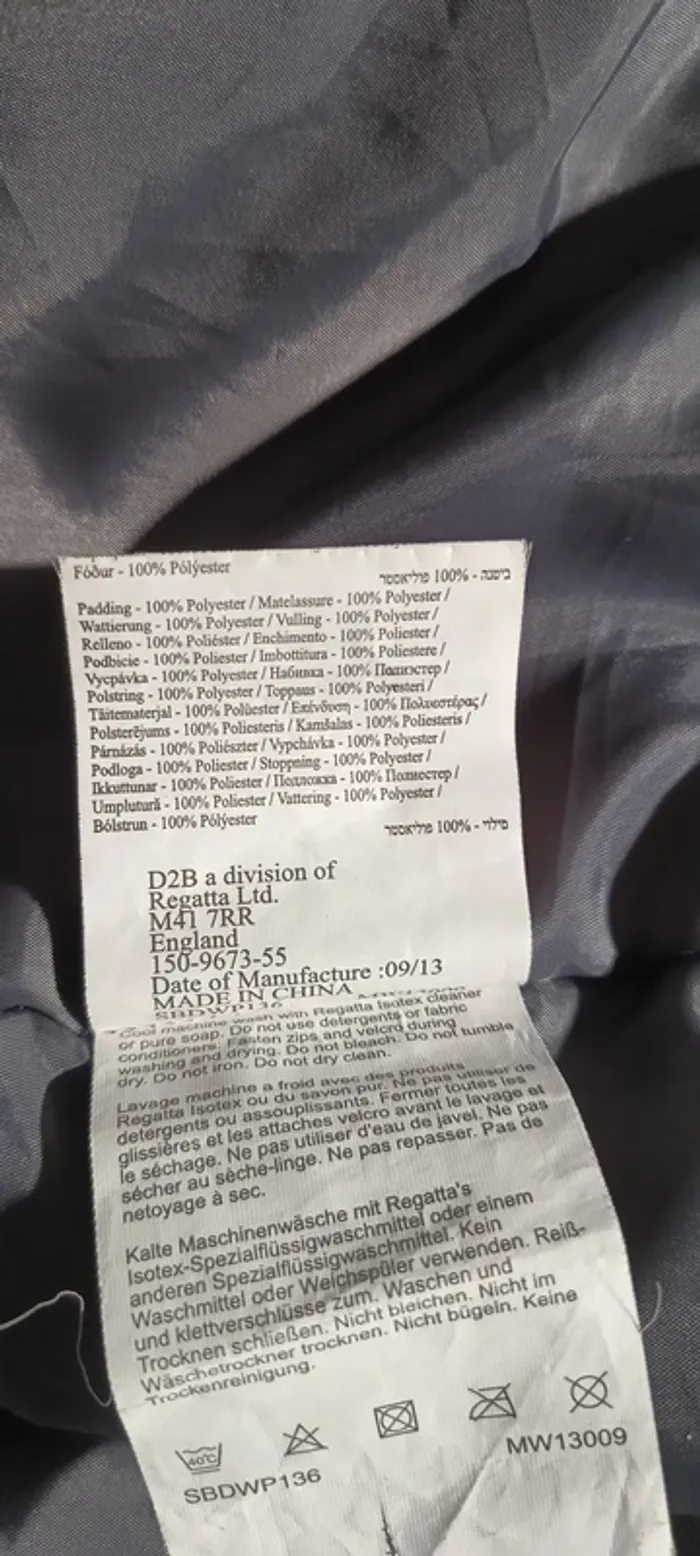 Fóður - 100% Pólýester
ביטנה - 100% פוליאסטר
Padding - 100% Polyester / Matelassure - 100% Polyester /
Wattierung - 100% Polyester / Vulling - 100% Polyester /
Relleno - 100% Poliéster / Enchimento - 100% Poliester /
Podbicie - 100% Poliester / Imbottitura - 100% Poliestere /
Vycpávka - 100% Polyester / Набивка - 100% Полиэстер /
Polstring - 100% Polyester / Toppaus - 100% Polyesteri /
Täitematerjal - 100% Polüester / Επένδυση - 100% Πολυεστέρας /
Polsterējums - 100% Poliesteris / Kamšalas - 100% Poliesteris /
Párnázás - 100% Poliészter / Vypchávka - 100% Polyester /
Podloga - 100% Poliester / Stoppning - 100% Polyester /
Ikkuttunar - 100% Poliester / Подложка - 100% Полиестер /
Umplutură - 100% Poliester / Vattering - 100% Polyester /
Bólstrun - 100% Pólýester
מילוי - 100% פוליאסטר
D2B a division of
Regatta Ltd.
M41 7RR
England
150-9673-55
Date of Manufacture :09/13
MADE IN CHINA
SBDWP136
Cool machine wash with Regatta Isotex cleaner
or pure soap. Do not use detergents or fabric
conditioners. Fasten zips and velcro during
washing and drying. Do not bleach. Do not tumble
dry. Do not iron. Do not dry clean.
Lavage machine a froid avec des produits
Regatta Isotex ou du savon pur. Ne pas utiliser de
detergents ou assouplissants. Fermer toutes les
glissières et les attaches velcro avant le lavage et
le séchage. Ne pas utiliser d'eau de javel. Ne pas
sécher au sèche-linge. Ne pas repasser. Pas de
netoyage à sec.
Kalte Maschinenwäsche mit Regatta's
Isotex-Spezialflüssigwaschmittel oder einem
anderen Spezialflüssigwaschmittel. Kein
Waschmittel oder Weichspüler verwenden. Reiß-
und klettverschlüsse zum. Waschen und
Trocknen schließen. Nicht bleichen. Nicht im
Wäschetrockner trocknen. Nicht bügeln. Keine
Trockenreinigung.
40°C
SBDWP136
MW13009